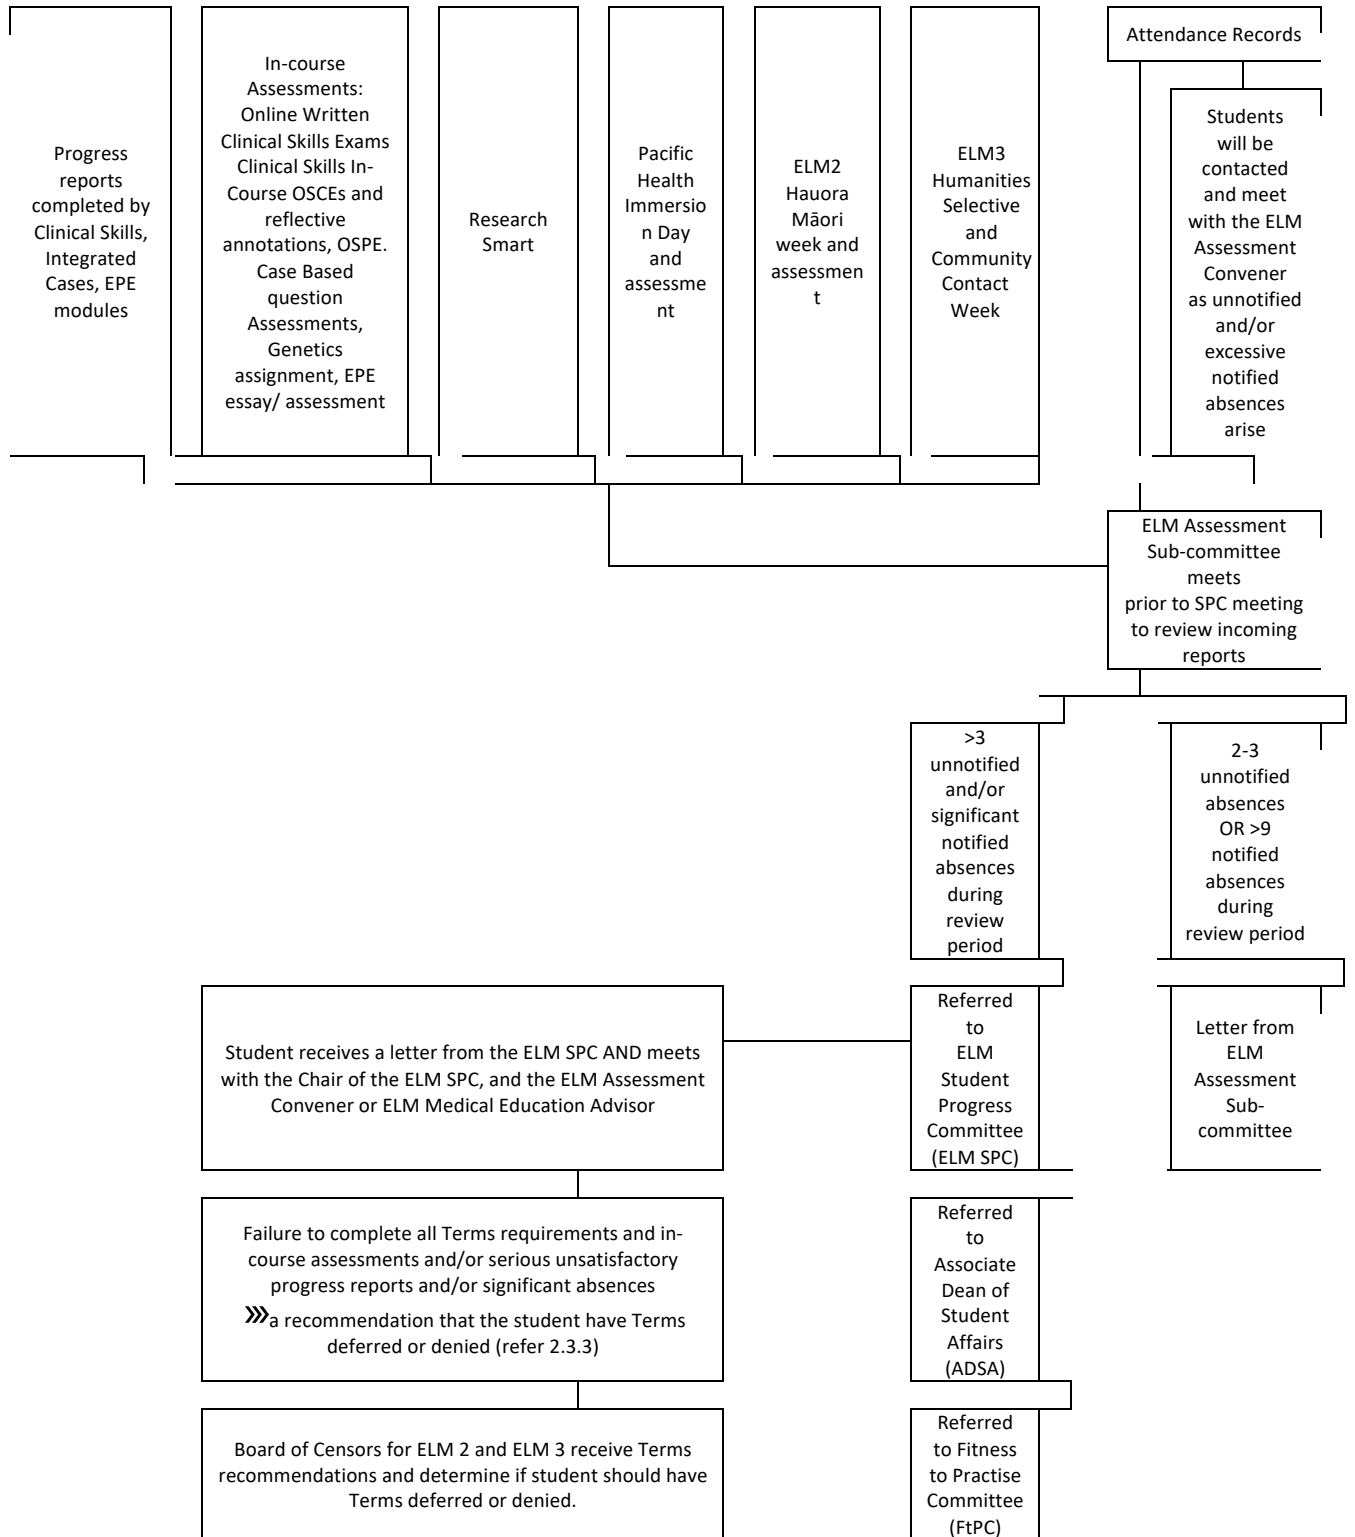 Progress
reports
completed by
Clinical Skills,
Integrated
Cases, EPE
modules
In-course
Assessments:
Online Written
Clinical Skills Exams
Clinical Skills In-
Course OSCEs and
reflective
annotations, OSPE.
Case Based
question
Assessments,
Genetics
assignment, EPE
essay/ assessment
Research
Smart
Pacific
Health
Immersio
n Day
and
assessme
nt
ELM2
Hauora
Māori
week and
assessmen
t
ELM3
Humanities
Selective
and
Community
Contact
Week
Attendance Records
Students
will be
contacted
and meet
with the ELM
Assessment
Convener
as unnotified
and/or
excessive
notified
absences
arise
ELM Assessment
Sub-committee
meets
prior to SPC meeting
to review incoming
reports
>3
unnotified
and/or
significant
notified
absences
during
review
period
2-3
unnotified
absences
OR >9
notified
absences
during
review period
Student receives a letter from the ELM SPC AND meets
with the Chair of the ELM SPC, and the ELM Assessment
Convener or ELM Medical Education Advisor
Referred
to
ELM
Student
Progress
Committee
(ELM SPC)
Letter from
ELM
Assessment
Sub-
committee
Failure to complete all Terms requirements and in-
course assessments and/or serious unsatisfactory
progress reports and/or significant absences
⋙a recommendation that the student have Terms
deferred or denied (refer 2.3.3)
Referred
to
Associate
Dean of
Student
Affairs
(ADSA)
Board of Censors for ELM 2 and ELM 3 receive Terms
recommendations and determine if student should have
Terms deferred or denied.
Referred
to Fitness
to Practise
Committee
(FtPC)